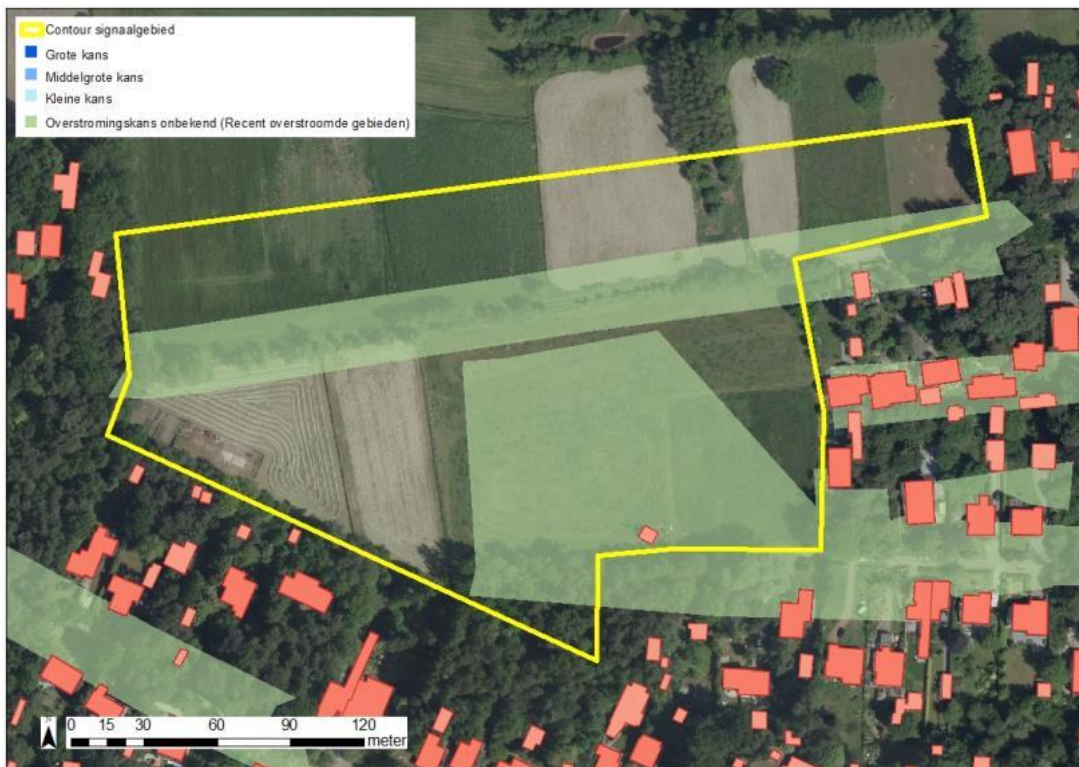 Contour signaalgebied
Grote kans
Middelgrote kans
Kleine kans
Overstromingskans onbekend (Recent overstroomde gebieden)
0 15 30 60 90 120
meter